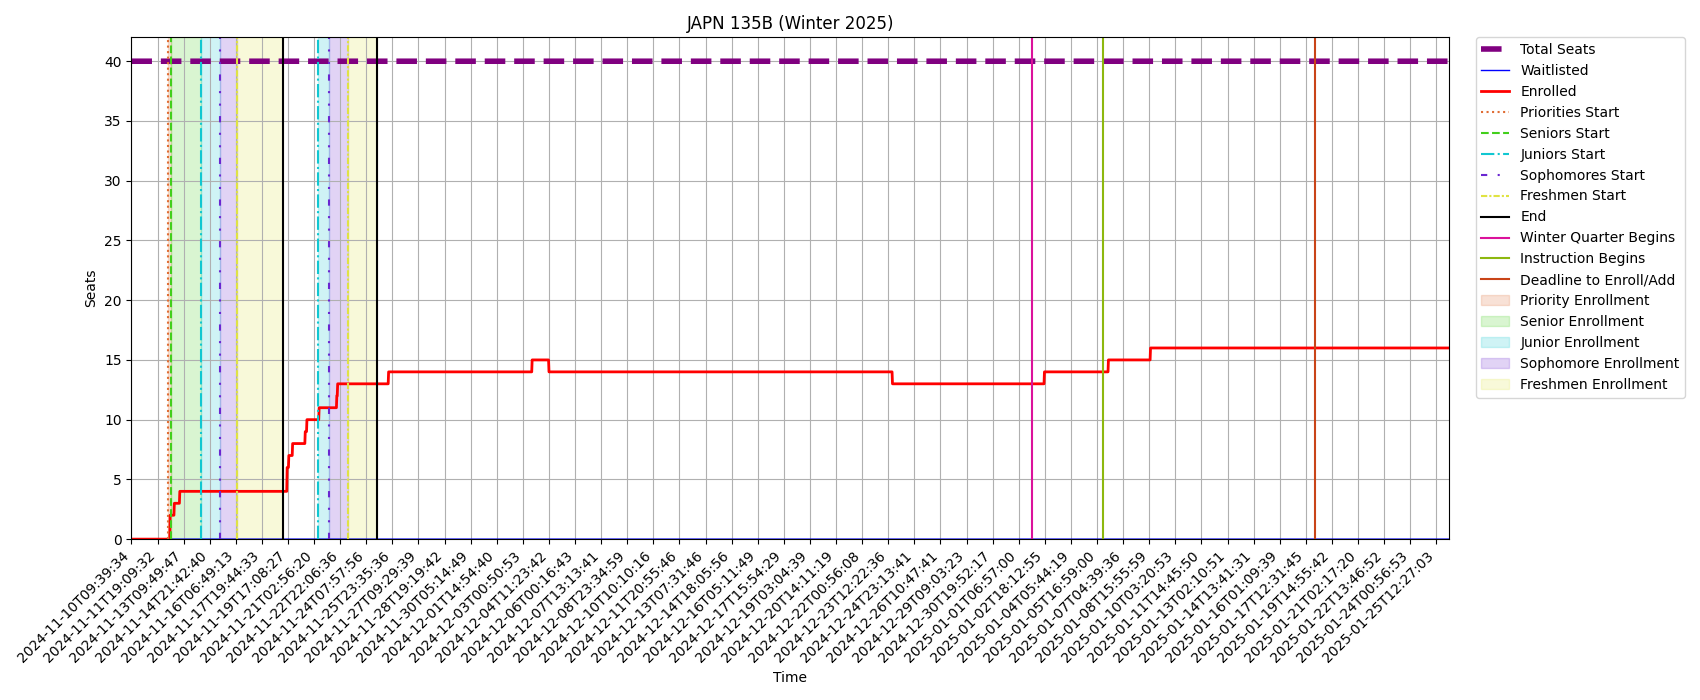 JAPN 135B (Winter 2025)
Seats
40
35
30
25
20
15
10
5
0
2024-11-10T09:39:34
2024-11-11T19:09:32
2024-11-13T09:49:47
2024-11-14T21:42:40
2024-11-16T06:49:13
2024-11-17T19:44:33
2024-11-19T17:08:27
2024-11-21T02:56:20
2024-11-22T22:06:36
2024-11-24T07:57:56
2024-11-25T23:35:36
2024-11-27T09:29:39
2024-11-28T19:19:42
2024-11-30T05:14:49
2024-12-01T14:54:40
2024-12-03T00:50:53
2024-12-04T11:23:42
2024-12-06T00:16:43
2024-12-07T13:13:41
2024-12-08T23:34:59
2024-12-10T10:10:16
2024-12-11T20:55:46
2024-12-13T07:31:46
2024-12-14T18:05:56
2024-12-16T05:11:49
2024-12-17T15:54:29
2024-12-19T03:04:39
2024-12-20T14:11:19
2024-12-22T00:56:08
2024-12-23T12:22:36
2024-12-24T23:13:41
2024-12-26T10:47:41
2024-12-29T09:03:23
2024-12-30T19:52:17
2025-01-01T06:57:00
2025-01-02T18:12:55
2025-01-04T05:44:19
2025-01-05T16:59:00
2025-01-07T04:39:36
2025-01-08T15:55:59
2025-01-10T03:20:53
2025-01-11T14:45:50
2025-01-13T02:10:51
2025-01-14T13:41:31
2025-01-16T01:09:39
2025-01-17T12:31:45
2025-01-19T14:55:42
2025-01-21T02:17:20
2025-01-22T13:46:52
2025-01-24T00:56:53
2025-01-25T12:27:03
Time
Total Seats
Waitlisted
Enrolled
Priorities Start
Seniors Start
Juniors Start
Sophomores Start
Freshmen Start
End
Winter Quarter Begins
Instruction Begins
Deadline to Enroll/Add
Priority Enrollment
Senior Enrollment
Junior Enrollment
Sophomore Enrollment
Freshmen Enrollment